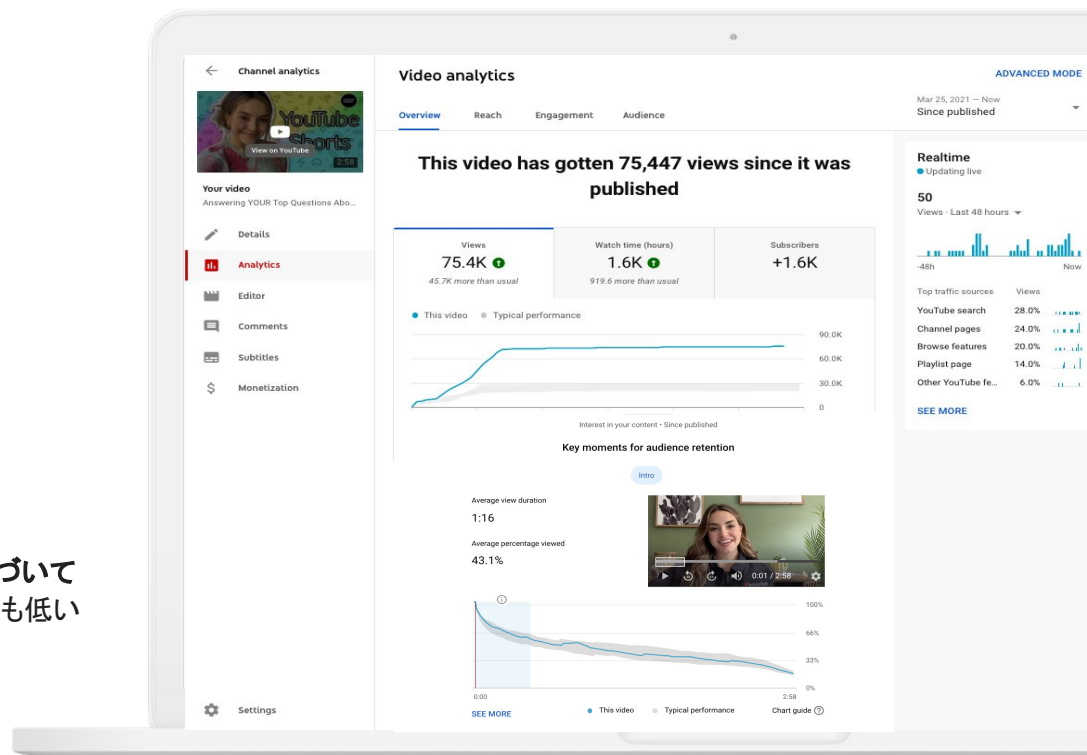 Channel analytics
YouTube
Shorts
View on YouTube
2:58
Your video
Answering YOUR Top Questions Abo...
Details
Analytics
Editor
Comments
Subtitles
Monetization
Settings
づいて
も低い
Video analytics
ADVANCED MODE
Overview Reach Engagement Audience
Mar 25, 2021 — Now
Since published
This video has gotten 75,447 views since it was
published
Views
75.4K
45.7K more than usual
Watch time (hours)
1.6K
919.6 more than usual
Subscribers
+1.6K
This video Typical performance
90.0K
60.0K
30.0K
0
Interest in your content • Since published
Key moments for audience retention
Intro
Average view duration
1:16
Average percentage viewed
43.1%
0:01 / 2:58
100%
66%
33%
0%
0:00 2:58
SEE MORE This video Typical performance Chart guide
Realtime
Updating live
50
Views · Last 48 hours
-48h Now
Top traffic sources Views
YouTube search 28.0%
Channel pages 24.0%
Browse features 20.0%
Playlist page 14.0%
Other YouTube fe... 6.0%
SEE MORE